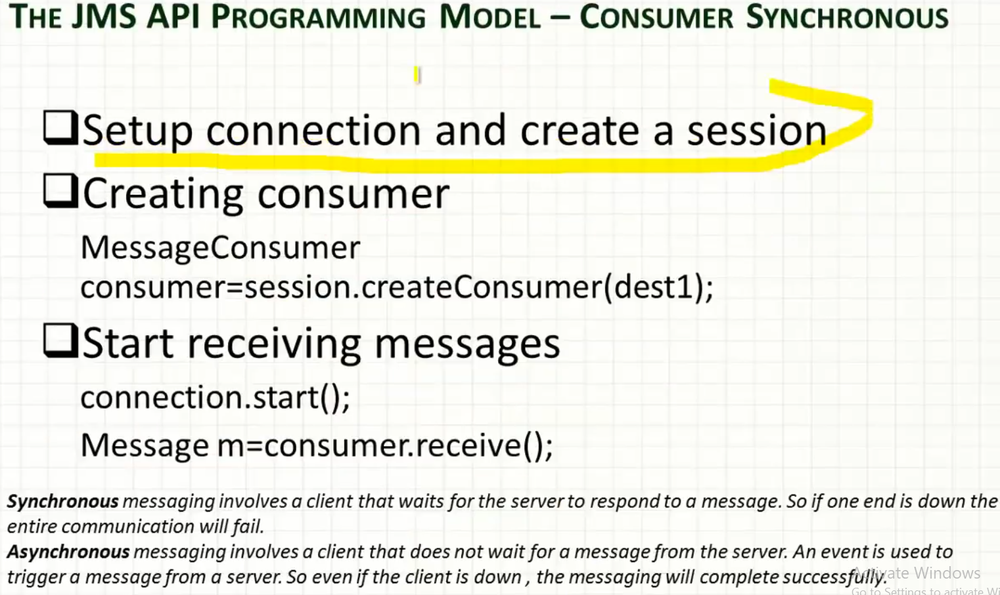 THE JMS API PROGRAMMING MODEL – CONSUMER SYNCHRONOUS
Setup connection and create a session
Creating consumer
MessageConsumer
consumer=session.createConsumer(dest1);
Start receiving messages
connection.start();
Message m=consumer.receive();
Synchronous messaging involves a client that waits for the server to respond to a message. So if one end is down the
entire communication will fail.
Asynchronous messaging involves a client that does not wait for a message from the server. An event is used to
trigger a message from a server. So even if the client is down , the messaging will complete successfully.
Activate Windows
Go to Settings to activate Wi